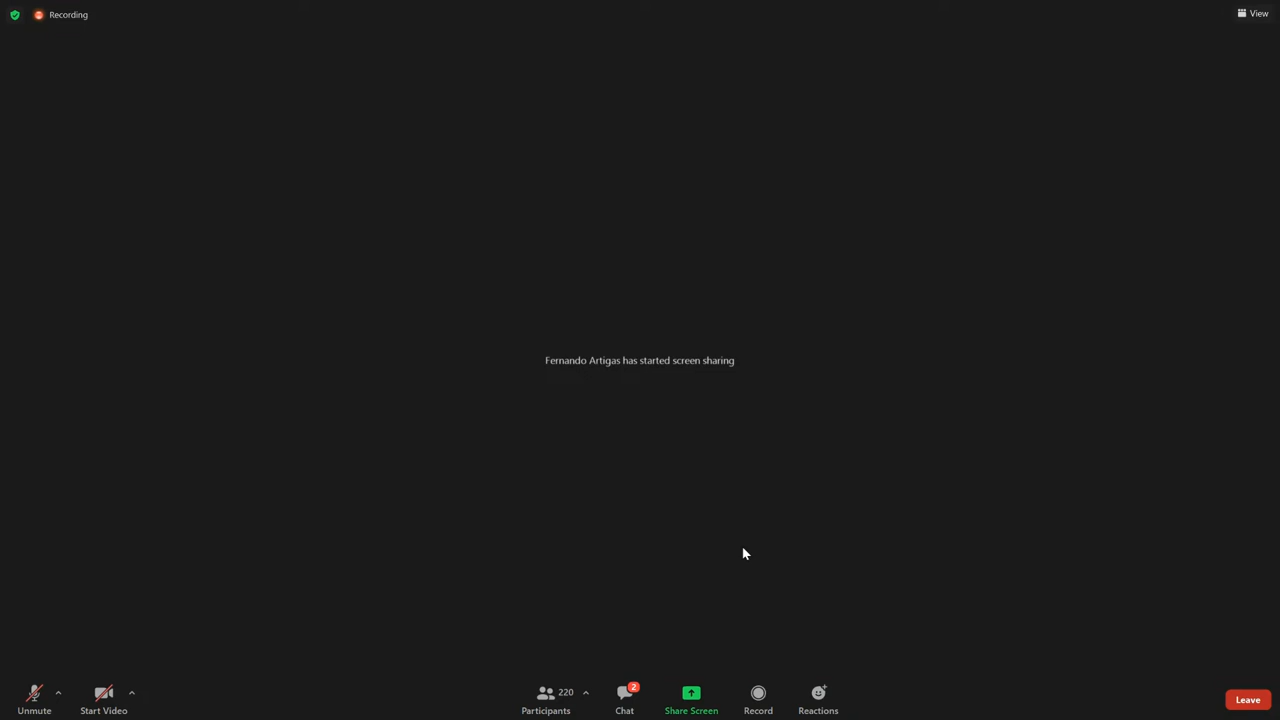 Recording
View
Fernando Artigas has started screen sharing
Unmute
Start Video
220
Participants
2
Chat
Share Screen
Record
Reactions
Leave